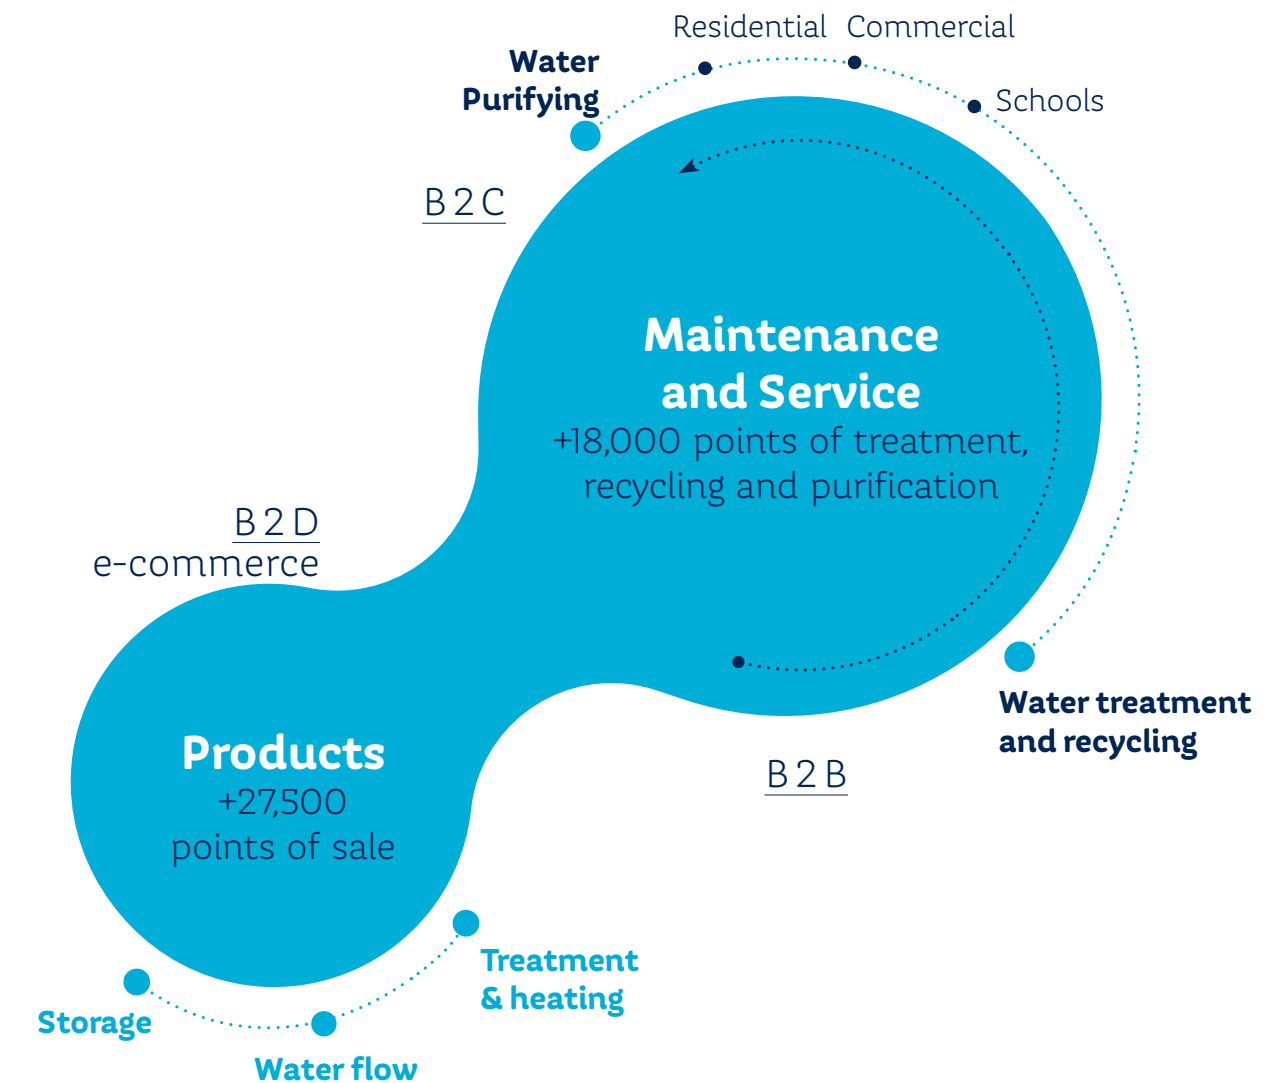 Residential Commercial
Schools
Water
Purifying
B2C
Maintenance
and Service
+18,000 points of treatment,
recycling and purification
B2D
e-commerce
Water treatment
and recycling
B2B
Products
+27,500
points of sale
Treatment
& heating
Storage
Water flow